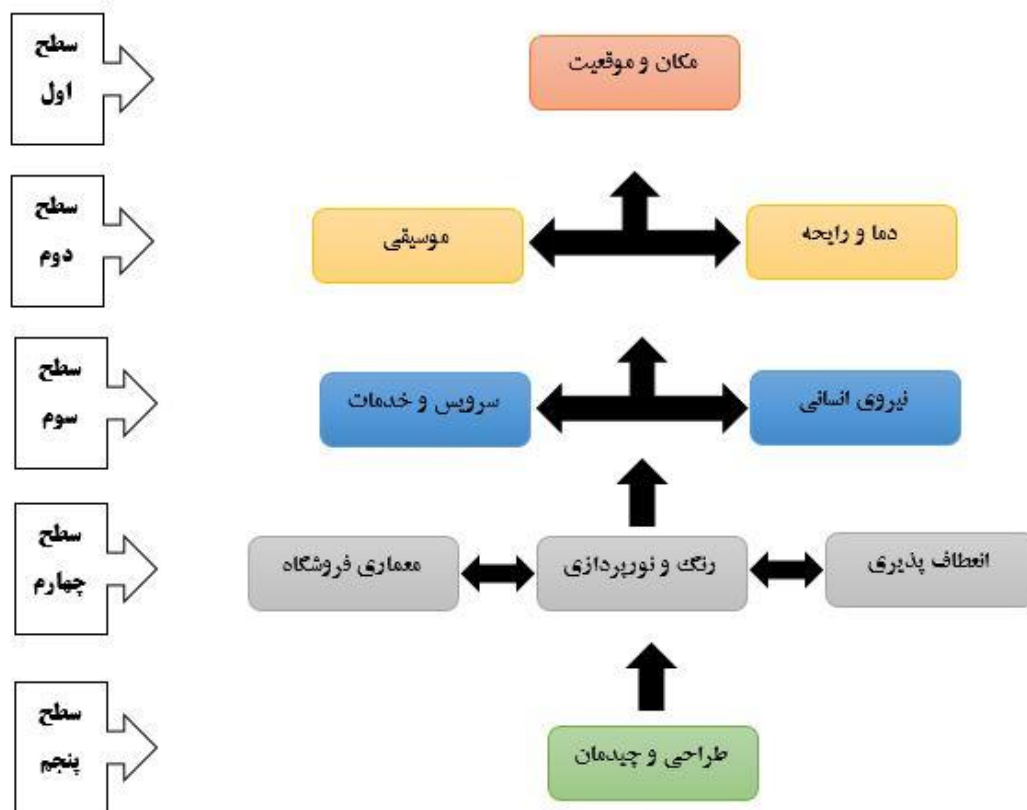 سطح
اول
مکان و موقعیت
سطح
دوم
دما و رایحه
موسیقی
سطح
سوم
نیروی انسانی
سرویس و خدمات
سطح
چهارم
انعطاف پذیری
رنگ و نورپردازی
معماری فروشگاه
سطح
پنجم
طراحی و چیدمان